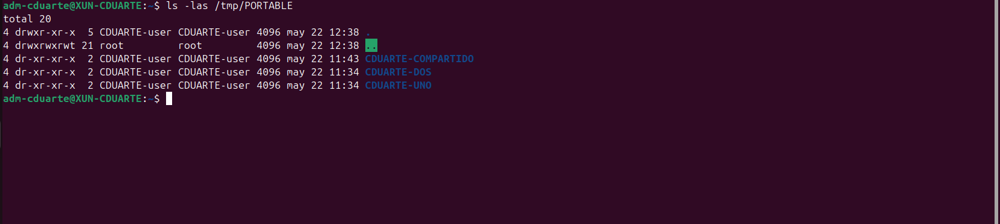 adm-cduarte@XUN-CDUARTE:~$ ls -las /tmp/PORTABLE
total 20
4 drwxr-xr-x  5 CDUARTE-user CDUARTE-user 4096 may 22 12:38 .
4 drwxrwxrwt 21 root         root         4096 may 22 12:38 ..
4 dr-xr-xr-x  2 CDUARTE-user CDUARTE-user 4096 may 22 11:43 CDUARTE-COMPARTIDO
4 dr-xr-xr-x  2 CDUARTE-user CDUARTE-user 4096 may 22 11:34 CDUARTE-DOS
4 dr-xr-xr-x  2 CDUARTE-user CDUARTE-user 4096 may 22 11:34 CDUARTE-UNO
adm-cduarte@XUN-CDUARTE:~$